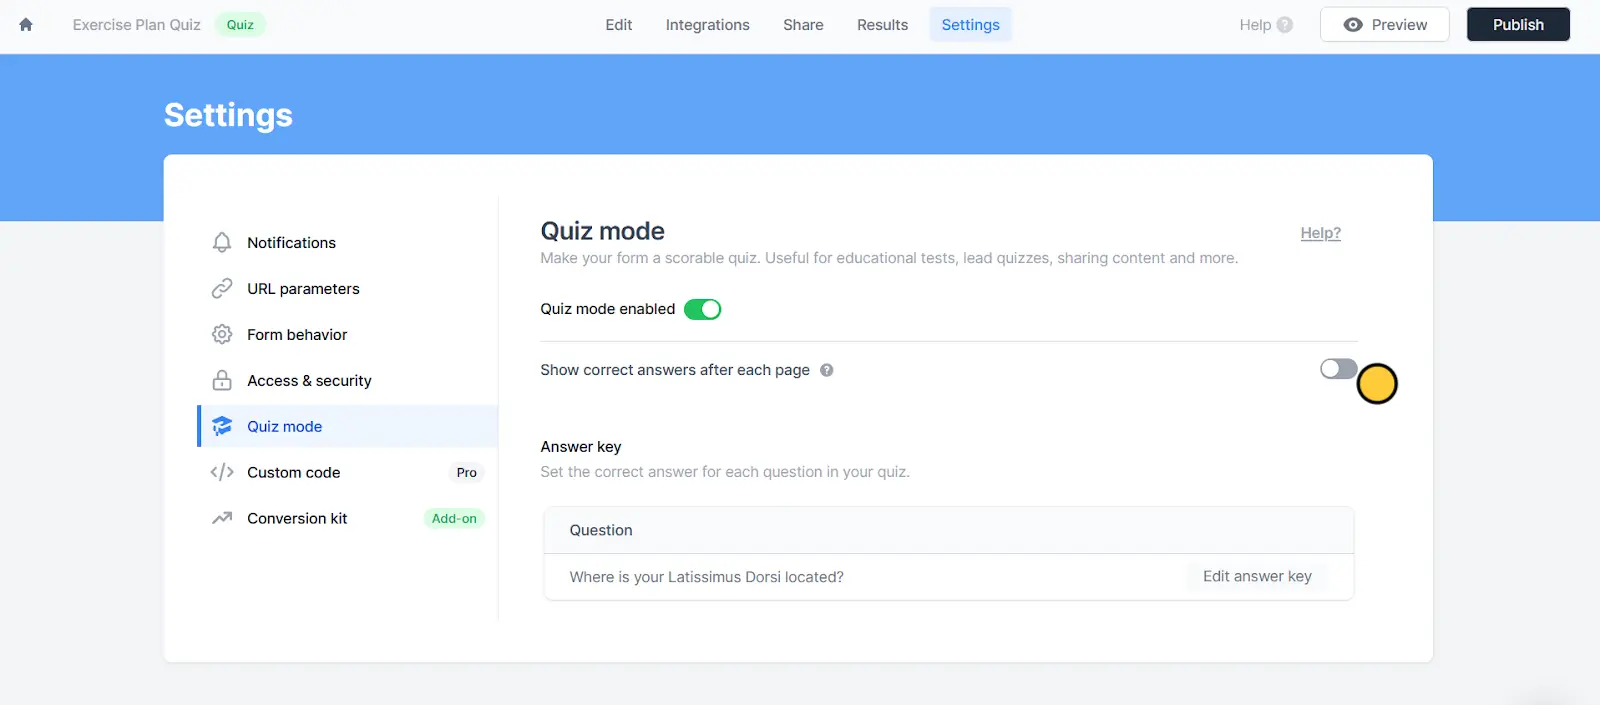 Exercise Plan Quiz Quiz Edit Integrations Share Results Settings Help ? Preview Publish
Settings
Notifications
URL parameters
Form behavior
Access & security
Quiz mode
Custom code Pro
Conversion kit Add-on
Quiz mode
Help?
Make your form a scorable quiz. Useful for educational tests, lead quizzes, sharing content and more.
Quiz mode enabled
Show correct answers after each page ?
Answer key
Set the correct answer for each question in your quiz.
Question
Where is your Latissimus Dorsi located? Edit answer key